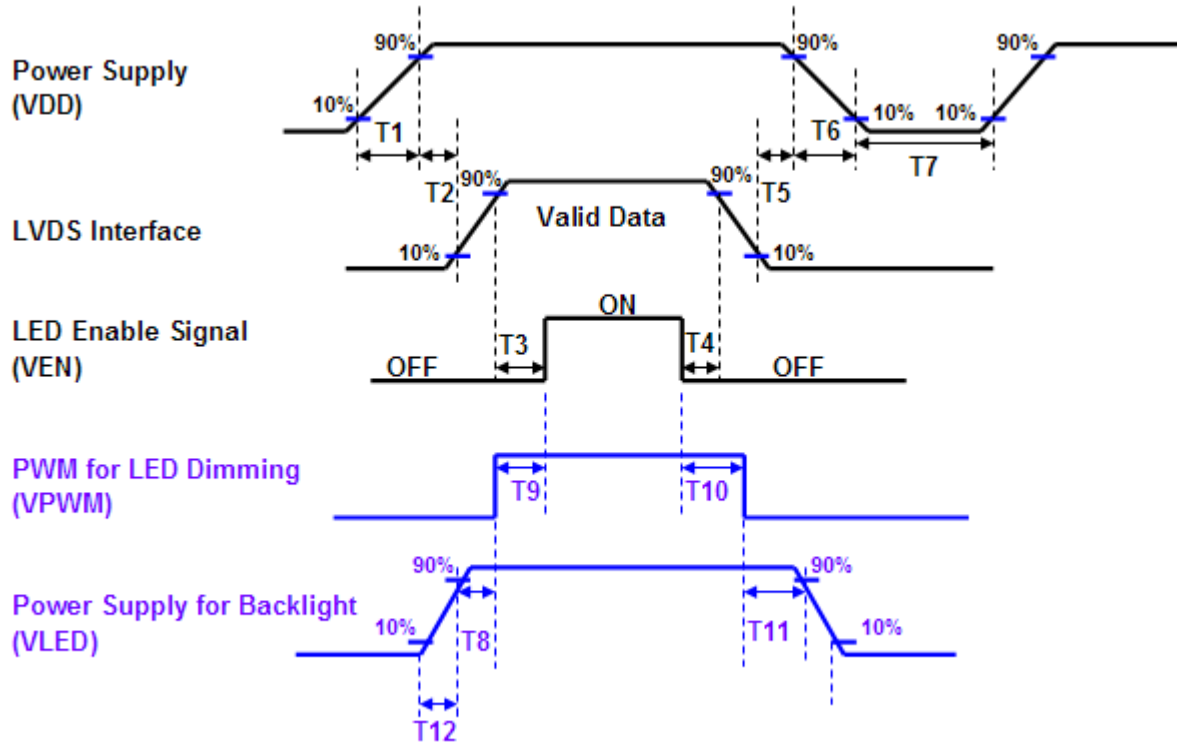 90%
90%
90%
Power Supply
(VDD)
10%
10%
10%
T1
T6
T7
T2
90%
90%
T5
Valid Data
LVDS Interface
10%
10%
ON
LED Enable Signal
(VEN)
T3
T4
OFF
OFF
PWM for LED Dimming
(VPWM)
T9
T10
90%
90%
Power Supply for Backlight
(VLED)
10%
T8
T11
10%
T12